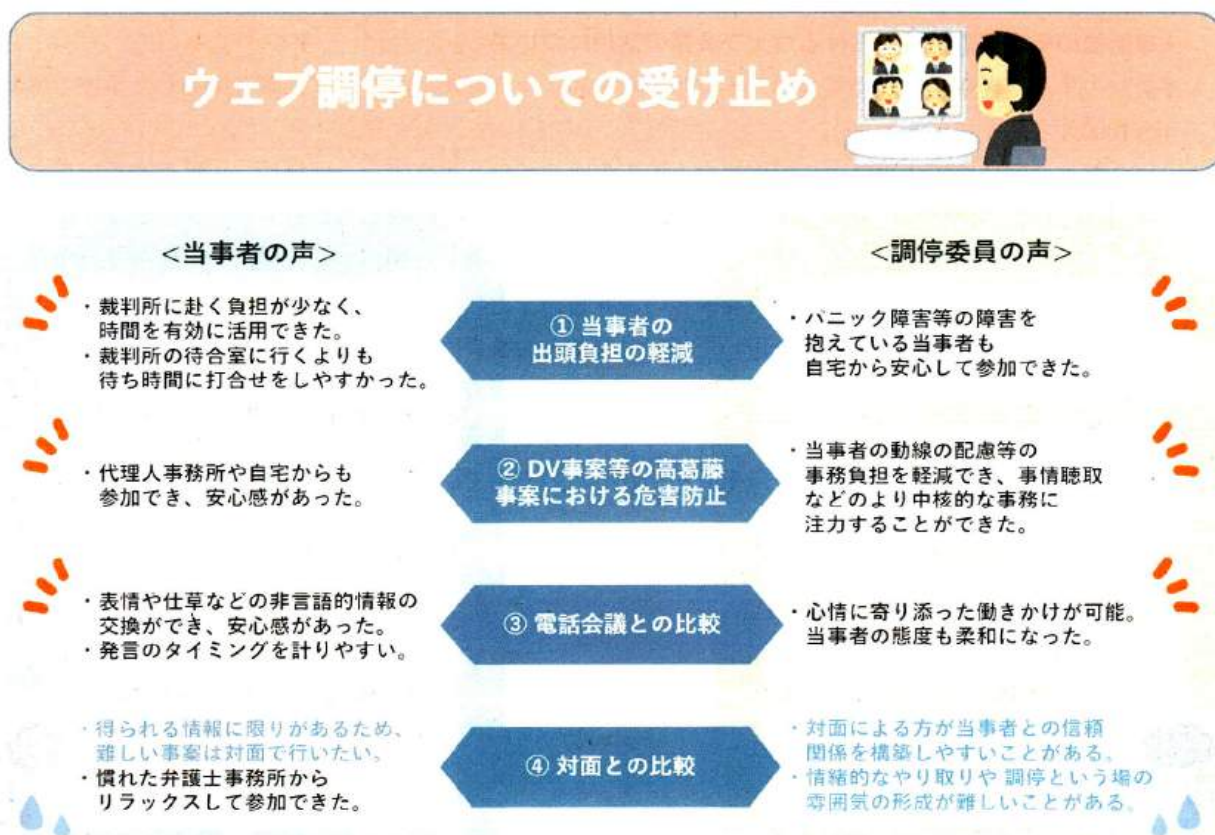 ウェブ調停についての受け止め
<当事者の声>
<調停委員の声>
・裁判所に赴く負担が少なく、
時間を有効に活用できた。
・裁判所の待合室に行くよりも
待ち時間に打合せをしやすかった。
① 当事者の
出頭負担の軽減
・パニック障害等の障害を
抱えている当事者も
自宅から安心して参加できた。
・代理人事務所や自宅からも
参加でき、安心感があった。
② DV事案等の高葛藤
事案における危害防止
・当事者の動線の配慮等の
事務負担を軽減でき、事情聴取
などのより中核的な事務に
注力することができた。
・表情や仕草などの非言語的情報の
交換ができ、安心感があった。
・発言のタイミングを計りやすい。
③ 電話会議との比較
・心情に寄り添った働きかけが可能。
当事者の態度も柔和になった。
・得られる情報に限りがあるため、
難しい事案は対面で行いたい。
・慣れた弁護士事務所から
リラックスして参加できた。
④ 対面との比較
・対面による方が当事者との信頼
関係を構築しやすいことがある。
・情緒的なやり取りや 調停という場の
雰囲気の形成が難しいことがある。